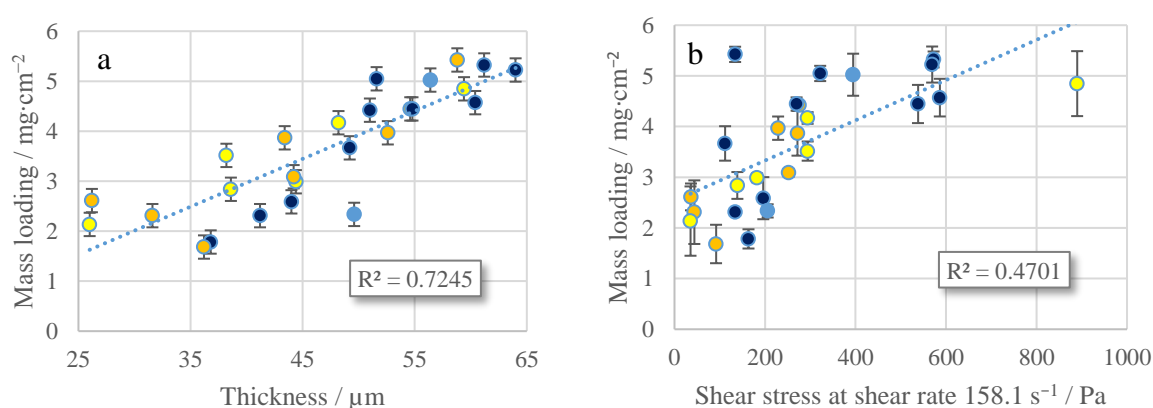 a
6
5
4
3
2
1
0
Mass loading / mg·cm⁻²
R² = 0.7245
25 35 45 55 65
Thickness / µm
b
6
5
4
3
2
1
0
Mass loading / mg·cm⁻²
R² = 0.4701
0 200 400 600 800 1000
Shear stress at shear rate 158.1 s⁻¹ / Pa